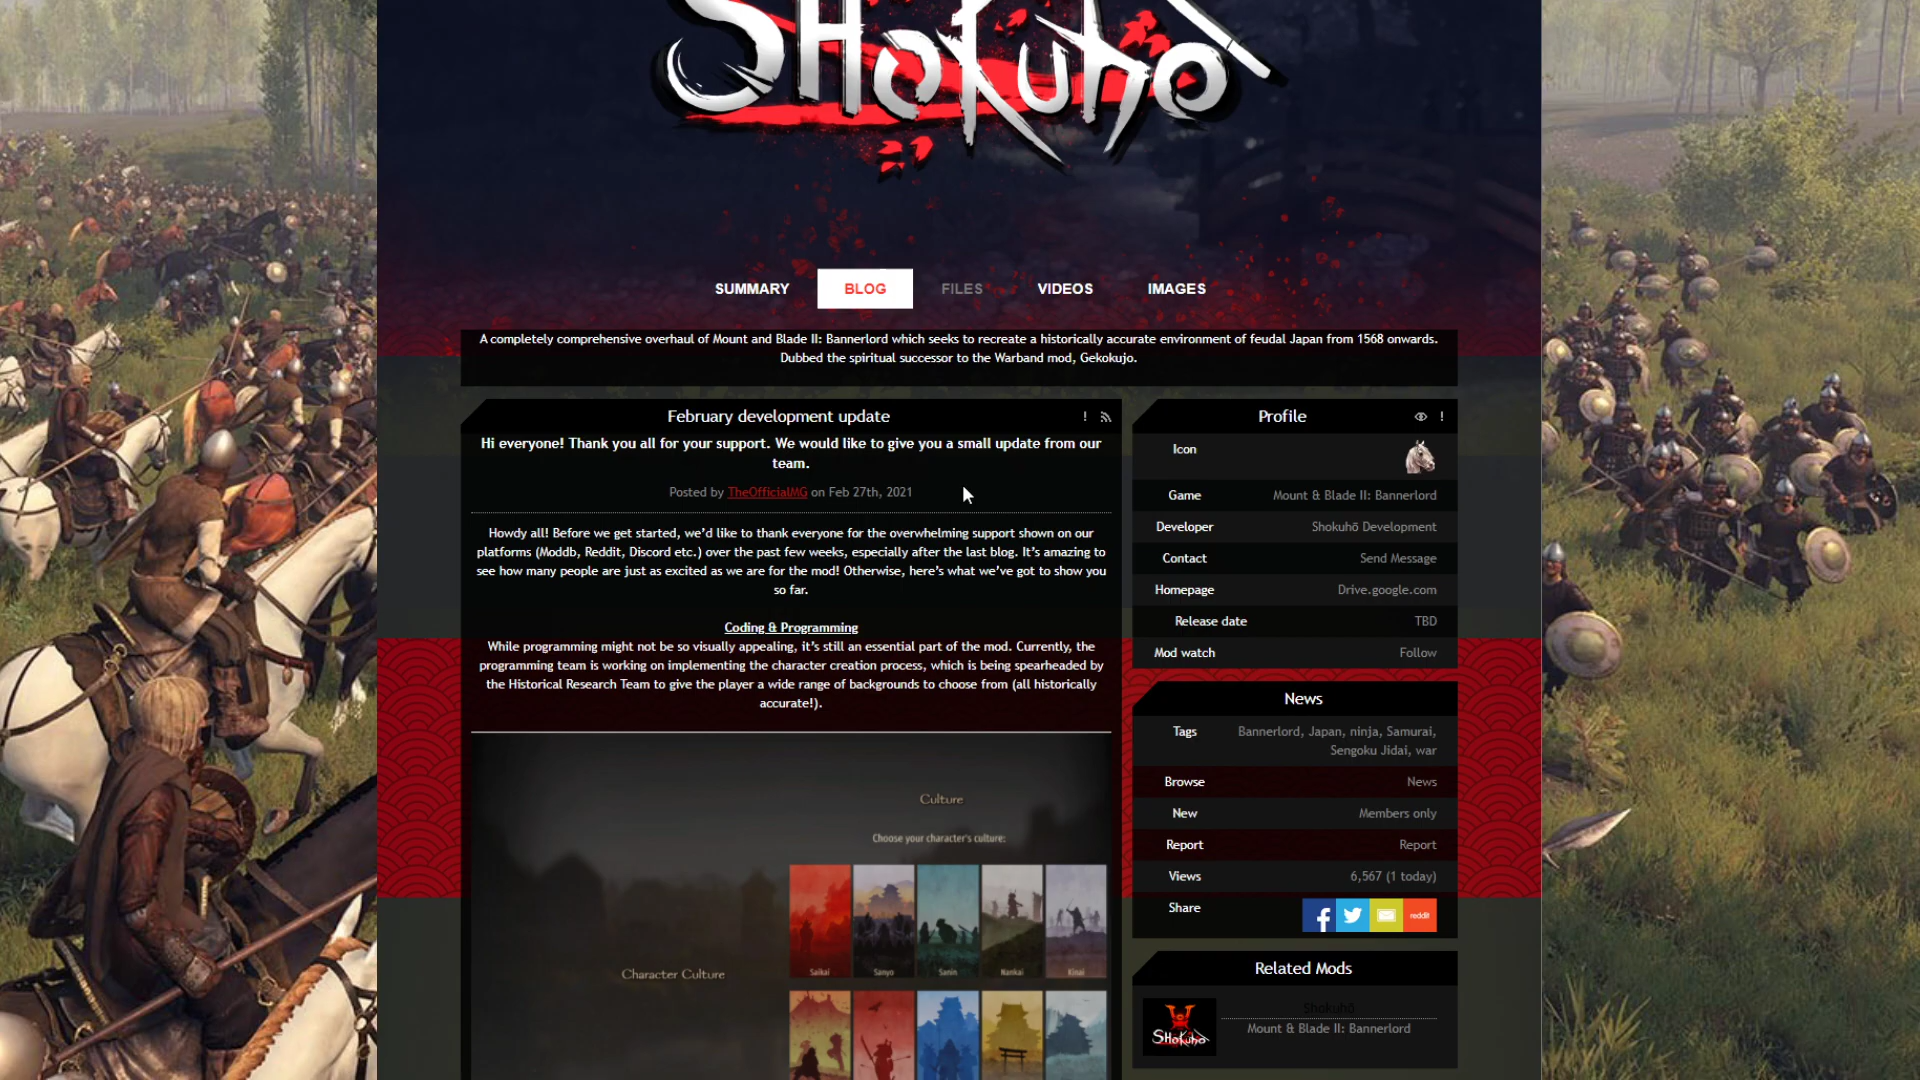 Shokuhō
SUMMARY
BLOG
FILES
VIDEOS
IMAGES
A completely comprehensive overhaul of Mount and Blade II: Bannerlord which seeks to recreate a historically accurate environment of feudal Japan from 1568 onwards.
Dubbed the spiritual successor to the Warband mod, Gekokujo.
February development update
Hi everyone! Thank you all for your support. We would like to give you a small update from our
team.
Posted by TheOfficialMG on Feb 27th, 2021
Howdy all! Before we get started, we'd like to thank everyone for the overwhelming support shown on our
platforms (Moddb, Reddit, Discord etc.) over the past few weeks, especially after the last blog. It's amazing to
see how many people are just as excited as we are for the mod! Otherwise, here's what we've got to show you
so far.
Coding & Programming
While programming might not be so visually appealing, it's still an essential part of the mod. Currently, the
programming team is working on implementing the character creation process, which is being spearheaded by
the Historical Research Team to give the player a wide range of backgrounds to choose from (all historically
accurate!).
Culture
Choose your character's culture:
Saikai
Sanyo
Sanin
Nankai
Kinai
Character Culture
Profile
Icon
Game Mount & Blade II: Bannerlord
Developer Shokuhō Development
Contact Send Message
Homepage Drive.google.com
Release date TBD
Mod watch Follow
News
Tags Bannerlord, Japan, ninja, Samurai,
Sengoku Jidai, war
Browse News
New Members only
Report Report
Views 6,567 (1 today)
Share reddit
Related Mods
Shokuho
Shokuhō
Mount & Blade II: Bannerlord